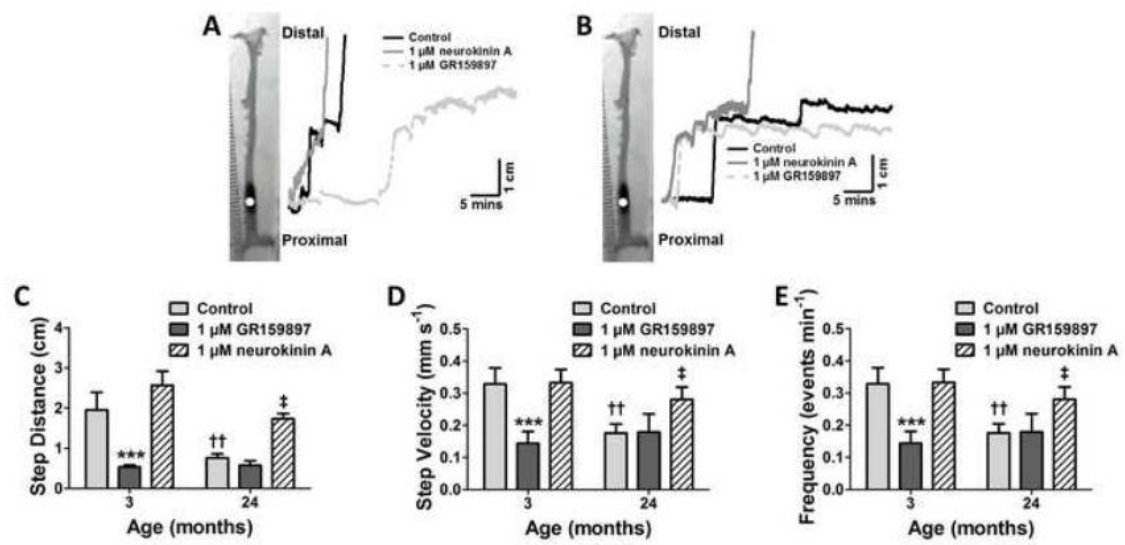 A
Distal
Control
1 µM neurokinin A
1 µM GR159897
1 cm
5 mins
Proximal
B
Distal
Control
1 µM neurokinin A
1 µM GR159897
1 cm
5 mins
Proximal
C
Control
1 µM GR159897
1 µM neurokinin A
Step Distance (cm)
4
3
2
1
0
***
††
‡
3
24
Age (months)
D
Control
1 µM GR159897
1 µM neurokinin A
Step Velocity (mm s-1)
0.5
0.4
0.3
0.2
0.1
0.0
***
††
‡
3
24
Age (months)
E
Control
1 µM GR159897
1 µM neurokinin A
Frequency (events min-1)
0.5
0.4
0.3
0.2
0.1
0.0
***
††
‡
3
24
Age (months)